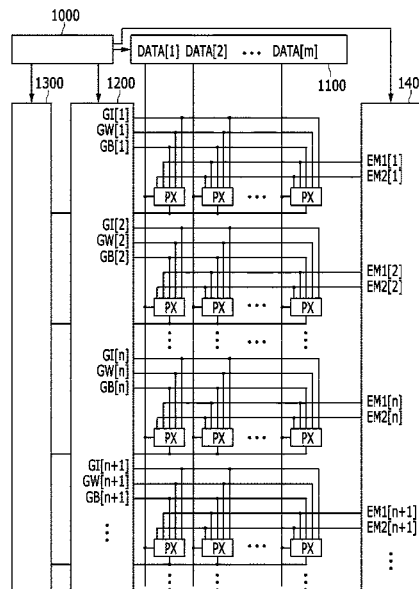 1000
DATA[1] DATA[2] ... DATA[m]
1300 1200 1100 140
GI[1]
GW[1]
GB[1]
EM1[1]
EM2[1]
PX PX ... PX
GI[2]
GW[2]
GB[2]
EM1[2]
EM2[2]
PX PX ... PX
GI[n]
GW[n]
GB[n]
EM1[n]
EM2[n]
PX PX ... PX
GI[n+1]
GW[n+1]
GB[n+1]
EM1[n+1]
EM2[n+1]
PX PX ... PX